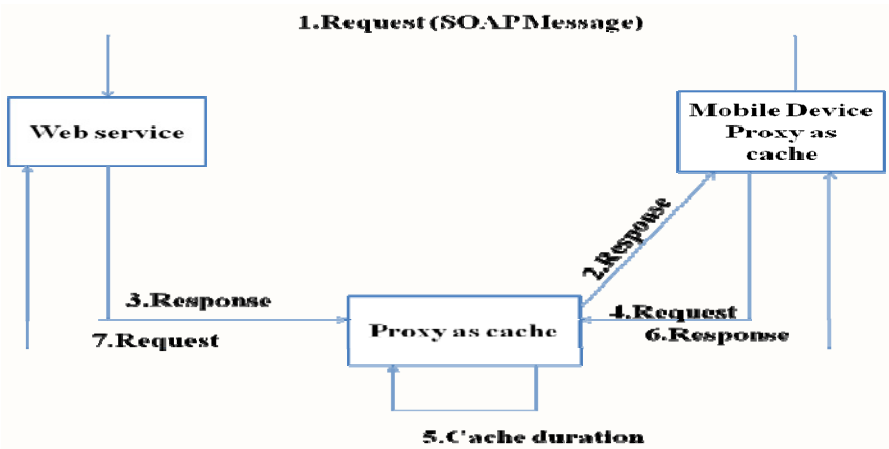 1.Request (SOAPMessage)
Web service
Mobile Device
Proxy as
cache
2.Response
3.Response
4.Request
7.Request
Proxy as cache
6.Response
5.Cache duration